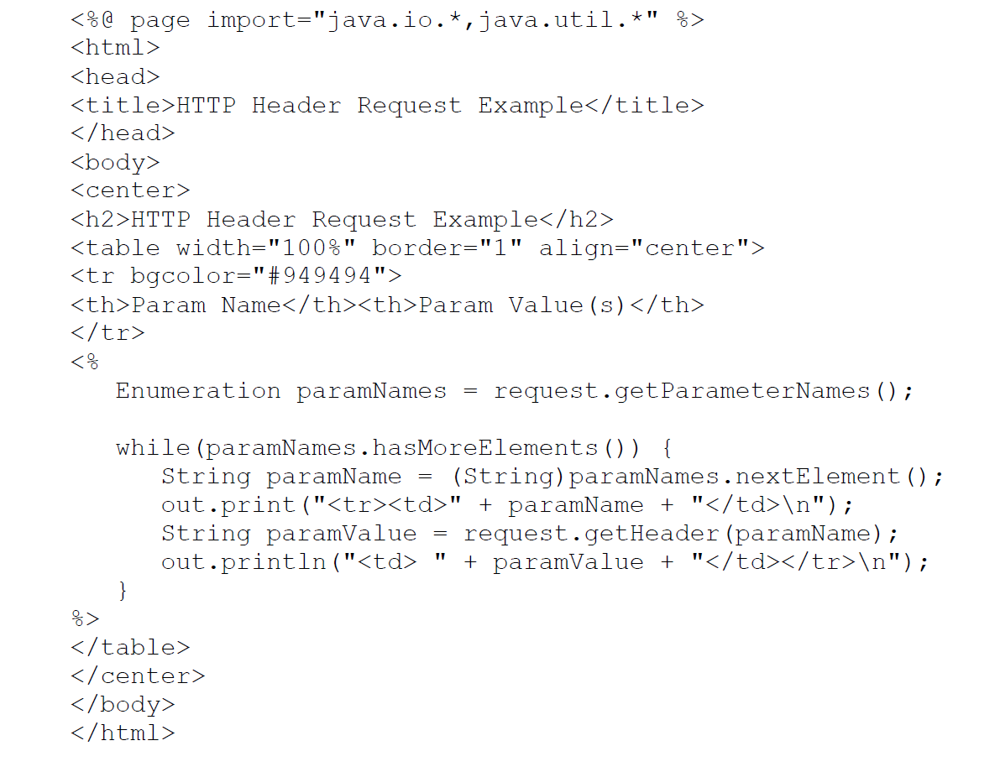 <%@ page import="java.io.*,java.util.*" %>
<html>
<head>
<title>HTTP Header Request Example</title>
</head>
<body>
<center>
<h2>HTTP Header Request Example</h2>
<table width="100%" border="1" align="center">
<tr bgcolor="#949494">
<th>Param Name</th><th>Param Value(s)</th>
</tr>
<%
   Enumeration paramNames = request.getParameterNames();

   while(paramNames.hasMoreElements()) {
      String paramName = (String)paramNames.nextElement();
      out.print("<tr><td>" + paramName + "</td>\n");
      String paramValue = request.getHeader(paramName);
      out.println("<td> " + paramValue + "</td></tr>\n");
   }
%>
</table>
</center>
</body>
</html>